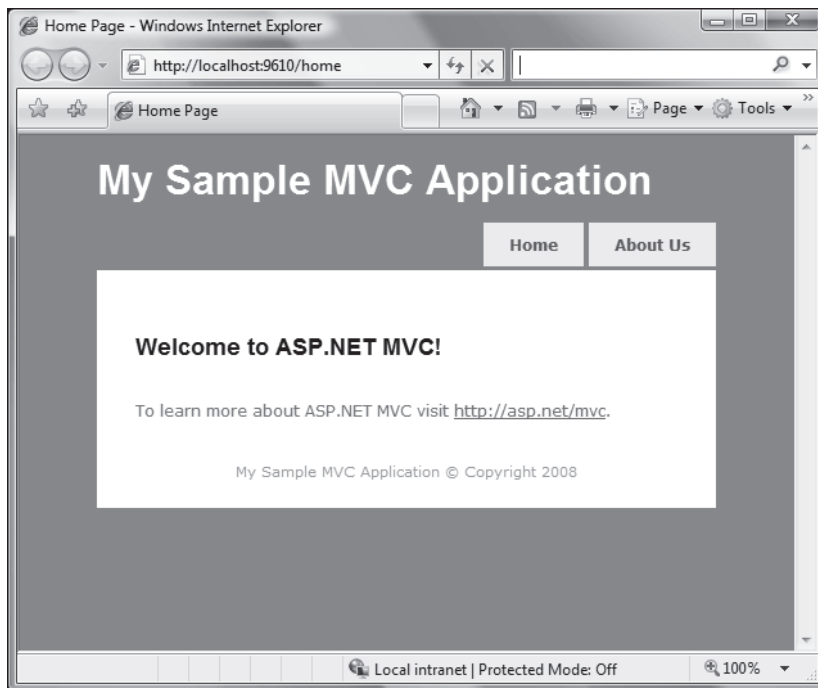 Home Page - Windows Internet Explorer
http://localhost:9610/home
Home Page
Page
Tools
My Sample MVC Application
Home
About Us
Welcome to ASP.NET MVC!
To learn more about ASP.NET MVC visit http://asp.net/mvc.
My Sample MVC Application © Copyright 2008
Local intranet | Protected Mode: Off
100%